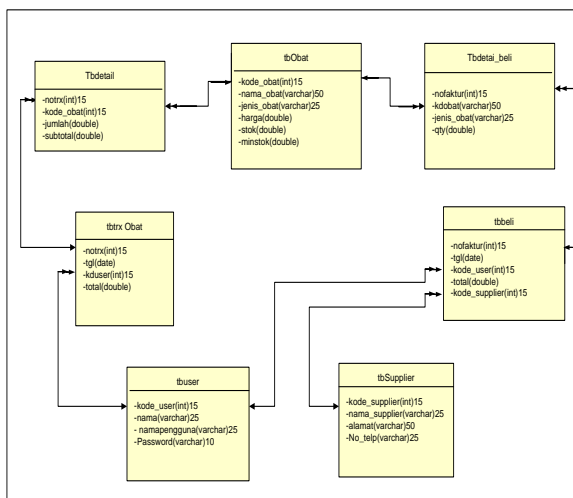 Tbdetail
-notrx(int)15
-kode_obat(int)15
-jumlah(double)
-subtotal(double)
tbObat
-kode_obat(int)15
-nama_obat(varchar)50
-jenis_obat(varchar)25
-harga(double)
-stok(double)
-minstok(double)
Tbdetai_beli
-nofaktur(int)15
-kdobat(varchar)50
-jenis_obat(varchar)25
-qty(double)
tbtrx Obat
-notrx(int)15
-tgl(date)
-kduser(int)15
-total(double)
tbbeli
-nofaktur(int)15
-tgl(date)
-kode_user(int)15
-total(double)
-kode_supplier(int)15
tbuser
-kode_user(int)15
-nama(varchar)25
- namapengguna(varchar)25
-Password(varchar)10
tbSupplier
-kode_supplier(int)15
-nama_supplier(varchar)25
-alamat(varchar)50
-No_telp(varchar)25